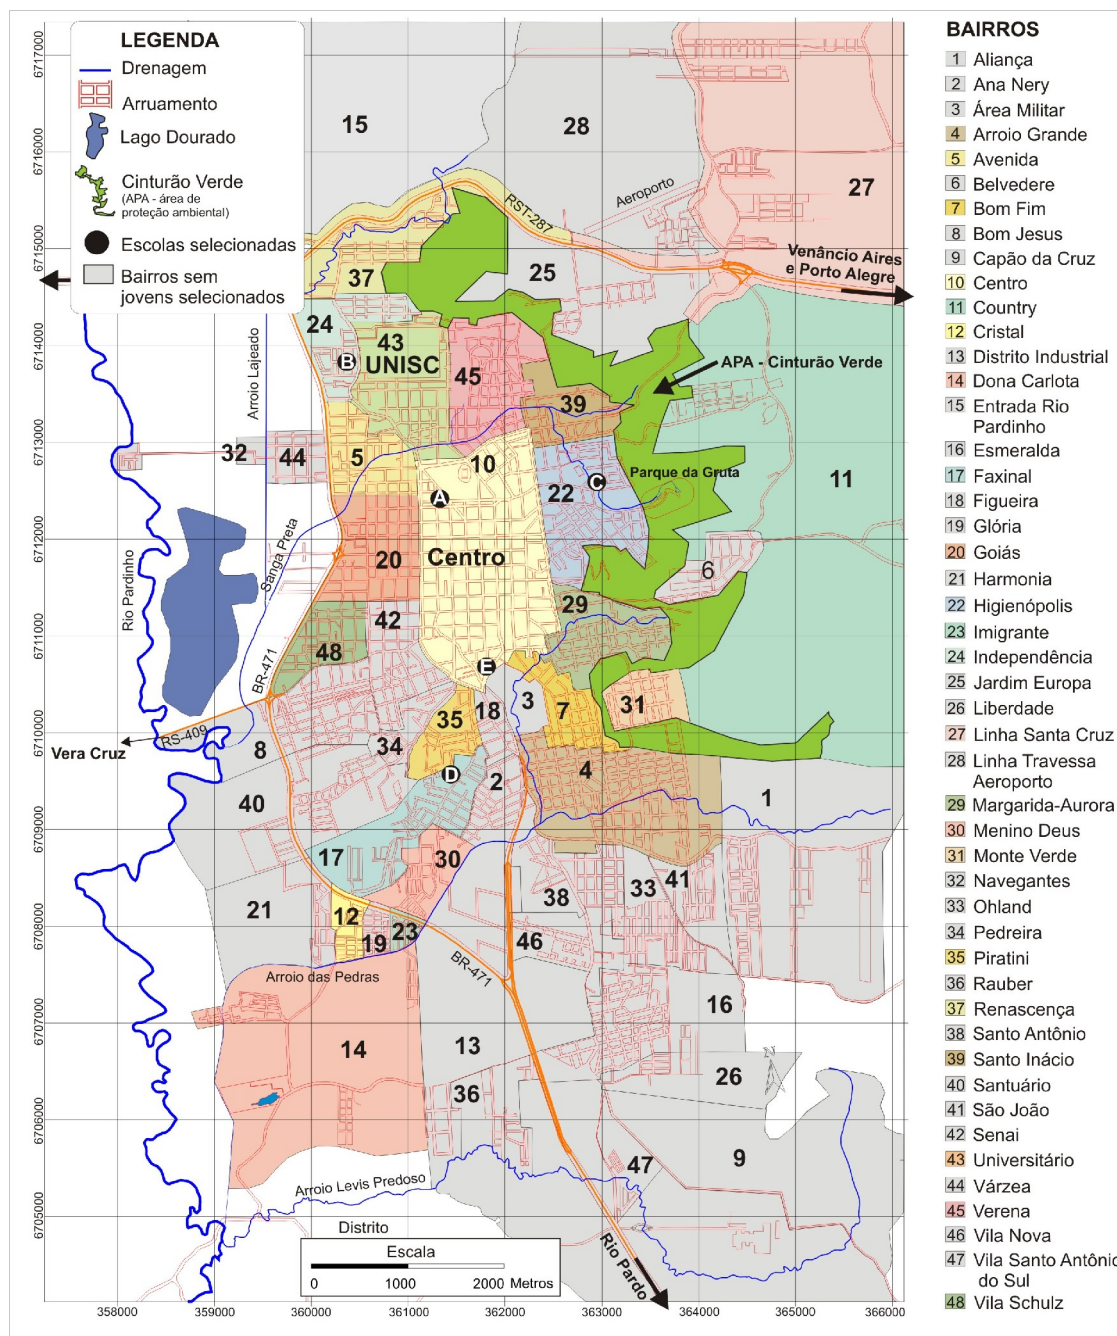 LEGENDA
Drenagem
Arruamento
Lago Dourado
Cinturão Verde
(APA - área de
proteção ambiental)
Escolas selecionadas
Bairros sem
jovens selecionados
BAIRROS
1 Aliança
2 Ana Nery
3 Área Militar
4 Arroio Grande
5 Avenida
6 Belvedere
7 Bom Fim
8 Bom Jesus
9 Capão da Cruz
10 Centro
11 Country
12 Cristal
13 Distrito Industrial
14 Dona Carlota
15 Entrada Rio
Pardinho
16 Esmeralda
17 Faxinal
18 Figueira
19 Glória
20 Goiás
21 Harmonia
22 Higienópolis
23 Imigrante
24 Independência
25 Jardim Europa
26 Liberdade
27 Linha Santa Cruz
28 Linha Travessa
Aeroporto
29 Margarida-Aurora
30 Menino Deus
31 Monte Verde
32 Navegantes
33 Ohland
34 Pedreira
35 Piratini
36 Rauber
37 Renascença
38 Santo Antônio
39 Santo Inácio
40 Santuário
41 São João
42 Senai
43 Universitário
44 Várzea
45 Verena
46 Vila Nova
47 Vila Santo Antônio
do Sul
48 Vila Schulz
6717000
6716000
6715000
6714000
6713000
6712000
6711000
6710000
6709000
6708000
6707000
6706000
6705000
15
28
27
Aeroporto
RST-287
Venâncio Aires
e Porto Alegre
37
25
24
43
UNISC
B
45
APA - Cinturão Verde
Arroio Lajeado
39
32
44
5
10
Parque da Gruta
11
A
22
C
Sanga Preta
Rio Pardinho
20
Centro
6
29
42
48
BR-471
E
31
3
7
18
35
RS-409
Vera Cruz
8
34
D
2
4
40
1
17
30
38
33
41
21
12
19
23
46
BR-471
Arroio das Pedras
16
14
13
26
36
9
47
Arroio Levis Predoso
Distrito
Rio Pardo
Escala
0 1000 2000 Metros
358000 359000 360000 361000 362000 363000 364000 365000 366000